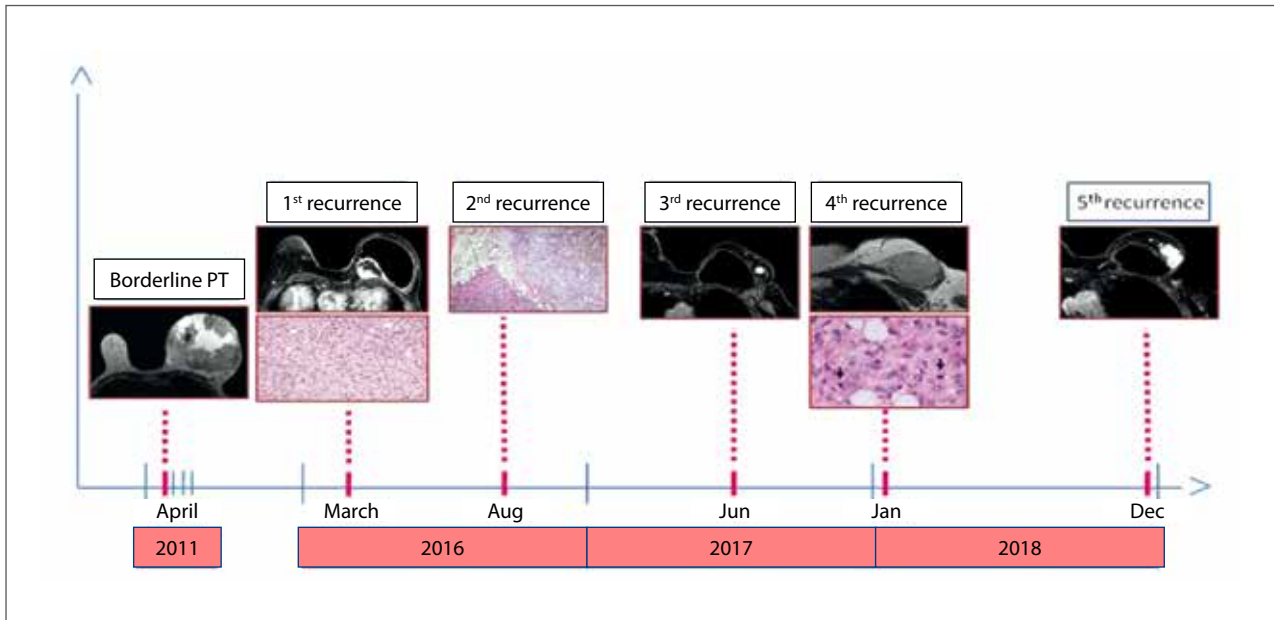 1st recurrence
2nd recurrence
3rd recurrence
4th recurrence
5th recurrence
Borderline PT
April
March
Aug
Jun
Jan
Dec
2011
2016
2017
2018